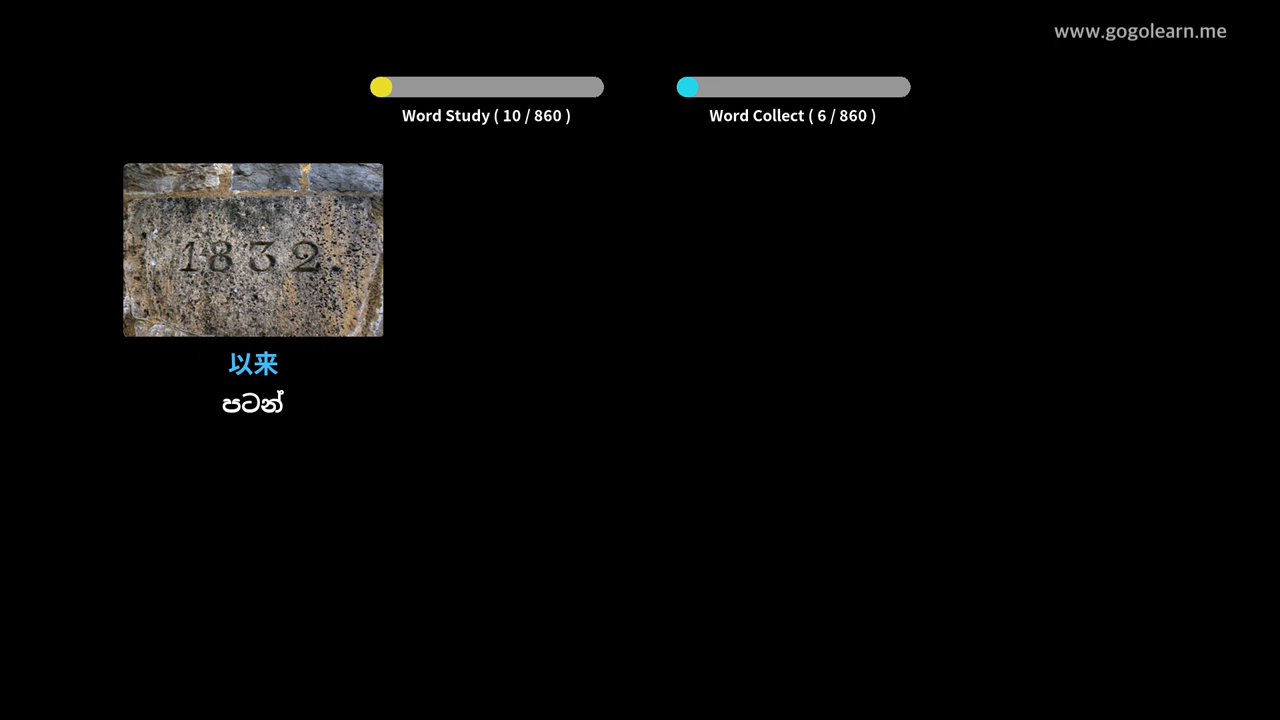 www.gogolearn.me
Word Study ( 10 / 860 )
Word Collect ( 6 / 860 )
1832.
以来
පටන්